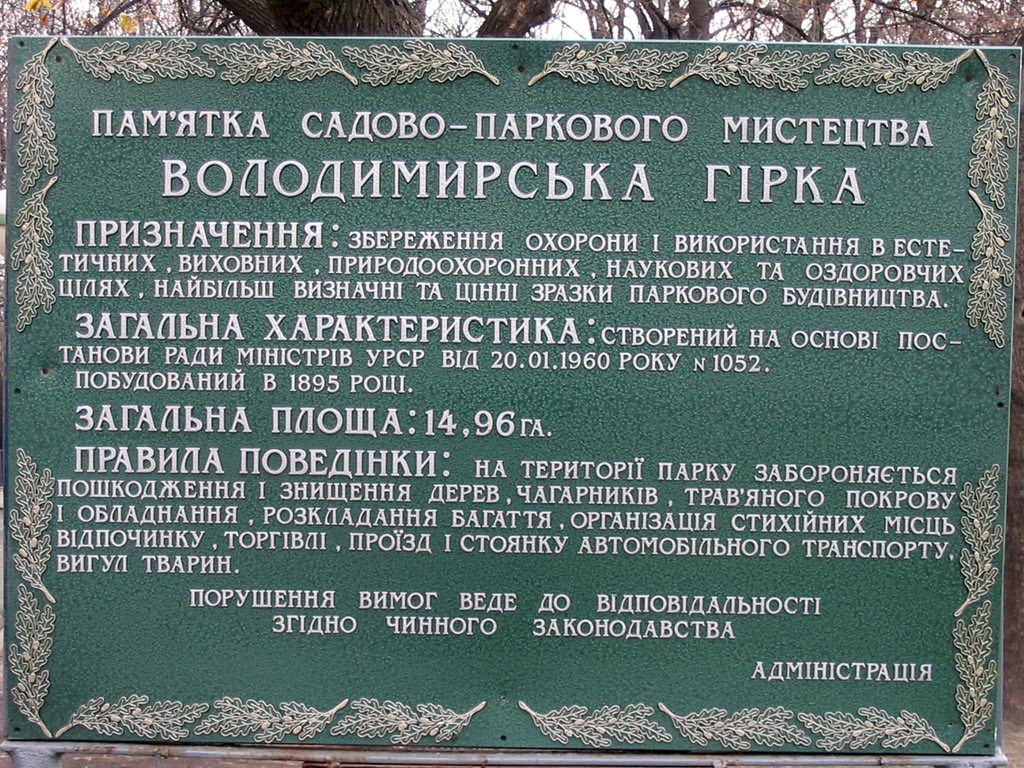 ПАМ'ЯТКА САДОВО-ПАРКОВОГО МИСТЕЦТВА
ВОЛОДИМИРСЬКА ГІРКА
ПРИЗНАЧЕННЯ: ЗБЕРЕЖЕННЯ ОХОРОНИ І ВИКОРИСТАННЯ В ЕСТЕ-
ТИЧНИХ, ВИХОВНИХ, ПРИРОДООХОРОННИХ, НАУКОВИХ ТА ОЗДОРОВЧИХ
ЦІЛЯХ, НАЙБІЛЬШ ВИЗНАЧНІ ТА ЦІННІ ЗРАЗКИ ПАРКОВОГО БУДІВНИЦТВА.
ЗАГАЛЬНА ХАРАКТЕРИСТИКА: СТВОРЕНИЙ НА ОСНОВІ ПОС-
ТАНОВИ РАДИ МІНІСТРІВ УРСР ВІД 20.01.1960 РОКУ N 1052.
ПОБУДОВАНИЙ В 1895 РОЦІ.
ЗАГАЛЬНА ПЛОЩА: 14,96 ГА.
ПРАВИЛА ПОВЕДІНКИ: НА ТЕРИТОРІЇ ПАРКУ ЗАБОРОНЯЄТЬСЯ
ПОШКОДЖЕННЯ І ЗНИЩЕННЯ ДЕРЕВ, ЧАГАРНИКІВ, ТРАВ'ЯНОГО ПОКРОВУ
І ОБЛАДНАННЯ, РОЗКЛАДАННЯ БАГАТТЯ, ОРГАНІЗАЦІЯ СТИХІЙНИХ МІСЦЬ
ВІДПОЧИНКУ, ТОРГІВЛІ, ПРОЇЗД І СТОЯНКУ АВТОМОБІЛЬНОГО ТРАНСПОРТУ,
ВИГУЛ ТВАРИН.
ПОРУШЕННЯ ВИМОГ ВЕДЕ ДО ВІДПОВІДАЛЬНОСТІ
ЗГІДНО ЧИННОГО ЗАКОНОДАВСТВА
АДМІНІСТРАЦІЯ